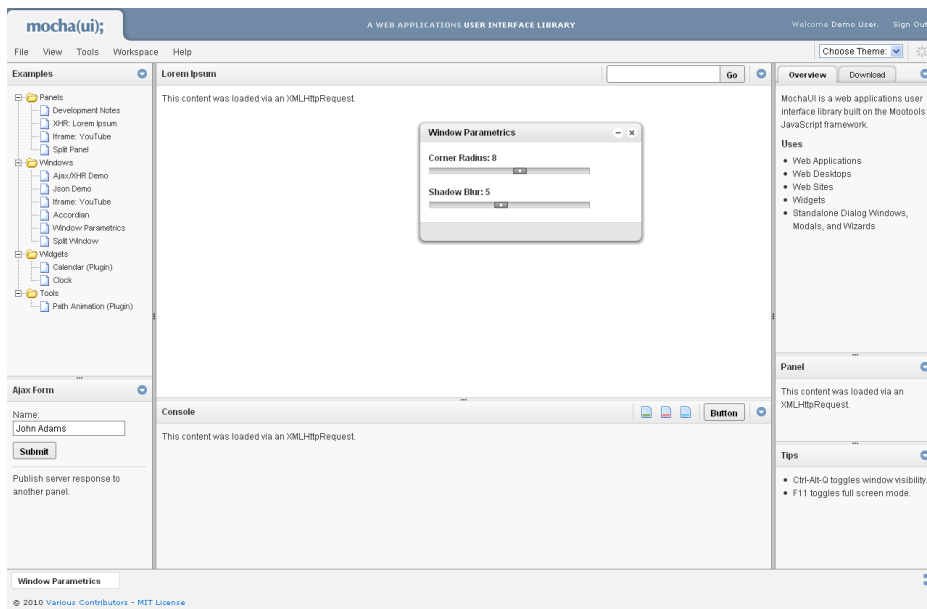 mocha(ui);
A WEB APPLICATIONS USER INTERFACE LIBRARY
Welcome Demo User. Sign Out
File View Tools Workspace Help
Choose Theme:
Examples
Panels
Development Notes
XHR: Lorem Ipsum
Iframe: YouTube
Split Panel
Windows
Ajax/XHR Demo
Json Demo
Iframe: YouTube
Accordian
Window Parametrics
Split Window
Widgets
Calendar (Plugin)
Clock
Tools
Path Animation (Plugin)
Ajax Form
Name:
John Adams
Submit
Publish server response to
another panel.
Lorem Ipsum
Go
This content was loaded via an XMLHttpRequest.
Window Parametrics
Corner Radius: 8
Shadow Blur: 5
Console
Button
This content was loaded via an XMLHttpRequest.
Overview Download
MochaUI is a web applications user
interface library built on the Mootools
JavaScript framework.
Uses
Web Applications
Web Desktops
Web Sites
Widgets
Standalone Dialog Windows,
Modals, and Wizards
Panel
This content was loaded via an
XMLHttpRequest.
Tips
Ctrl-Alt-Q toggles window visibility.
F11 toggles full screen mode.
Window Parametrics
© 2010 Various Contributors - MIT License